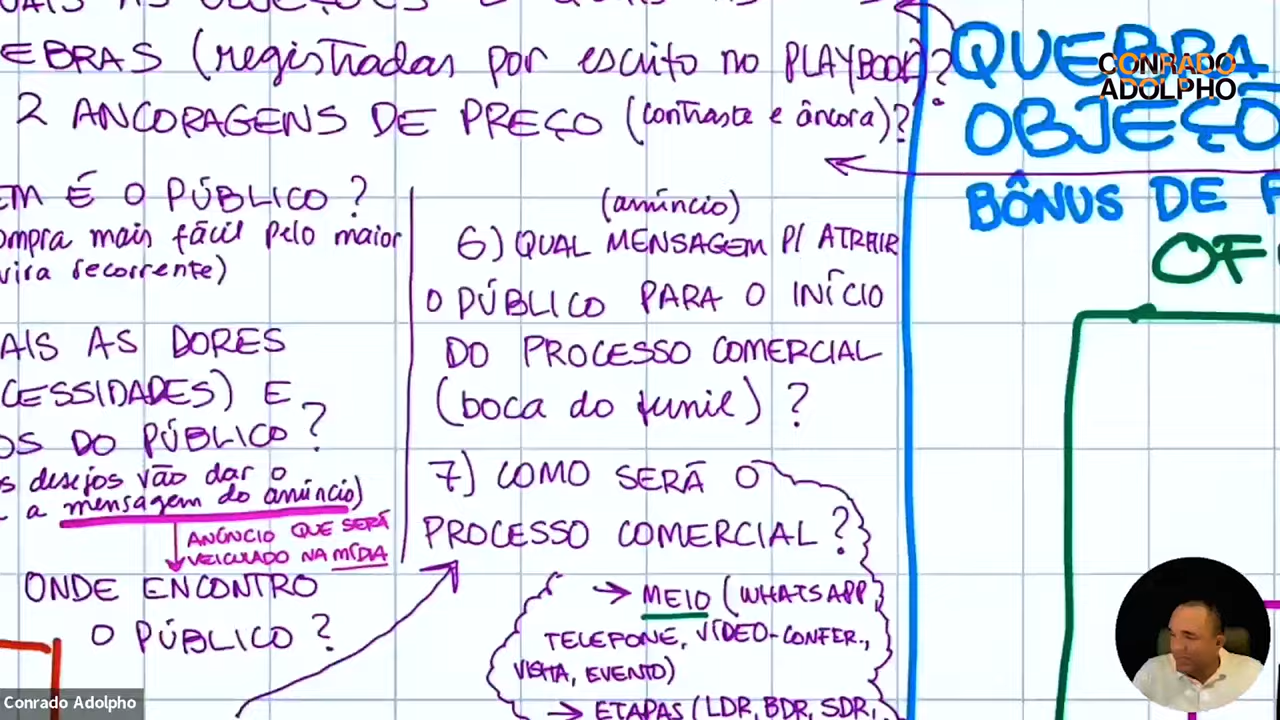 EBRAS (registradas por escrito no PLAYBOOK)?
2 ANCORAGENS DE PREÇO (contraste e âncora)?
EM É O PÚBLICO?
ompra mais fácil pelo maior
vira recorrente)
AIS AS DORES
CESSIDADES) E
OS DO PÚBLICO?
s desejos vão dar o
e a mensagem do anúncio)
ANÚNCIO QUE SERÁ
VEICULADO NA MÍDIA
ONDE ENCONTRO
O PÚBLICO?
(anúncio)
6) QUAL MENSAGEM P/ ATRAIR
O PÚBLICO PARA O INÍCIO
DO PROCESSO COMERCIAL
(boca do funil)?
7) COMO SERÁ O
PROCESSO COMERCIAL?
→ MEIO (WHATSAPP,
TELEFONE, VÍDEO-CONFER.,
VISITA, EVENTO)
→ ETAPAS (LDR, BDR, SDR,
QUEBRA
OBJEÇÕ
BÔNUS DE F
OF
CONRADO
ADOLPHO
Conrado Adolpho